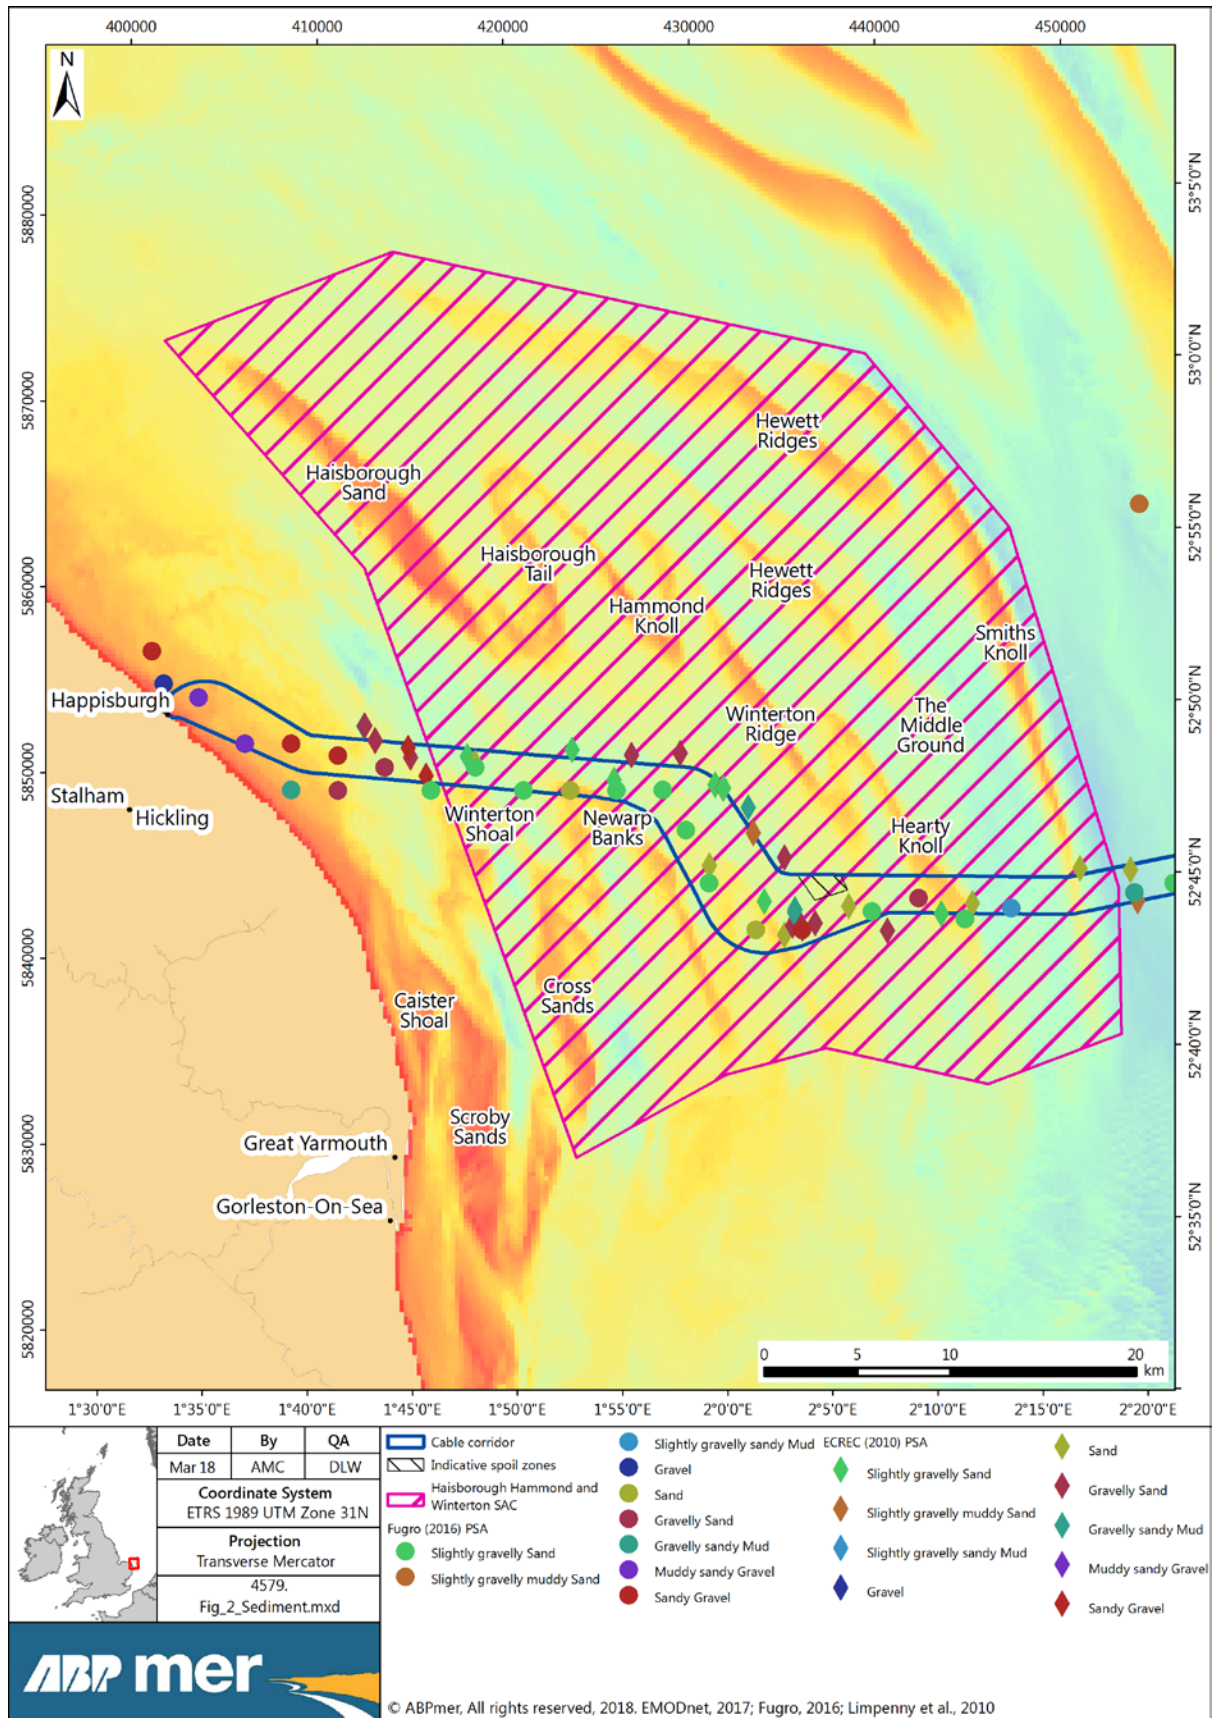 400000
410000
420000
430000
440000
450000
N
53°5'0"N
5880000
53°0'0"N
5870000
Hewett
Ridges
Haisborough
Sand
52°55'0"N
Haisborough
Tail
5860000
Hewett
Ridges
Hammond
Knoll
Smiths
Knoll
52°50'0"N
Happisburgh
Winterton
Ridge
The
Middle
Ground
5850000
Stalham
Hickling
Winterton
Shoal
Newarp
Banks
Hearty
Knoll
52°45'0"N
5840000
Cross
Sands
Caister
Shoal
52°40'0"N
Scroby
Sands
Great Yarmouth
5830000
Gorleston-On-Sea
52°35'0"N
5820000
0
5
10
20
km
1°30'0"E
1°35'0"E
1°40'0"E
1°45'0"E
1°50'0"E
1°55'0"E
2°0'0"E
2°5'0"E
2°10'0"E
2°15'0"E
2°20'0"E
Date
By
QA
Mar 18
AMC
DLW
Coordinate System
ETRS 1989 UTM Zone 31N
Projection
Transverse Mercator
4579.
Fig_2_Sediment.mxd
ABP mer
Cable corridor
Indicative spoil zones
Haisborough Hammond and
Winterton SAC
Fugro (2016) PSA
Slightly gravelly Sand
Slightly gravelly muddy Sand
Slightly gravelly sandy Mud
Gravel
Sand
Gravelly Sand
Gravelly sandy Mud
Muddy sandy Gravel
Sandy Gravel
ECREC (2010) PSA
Slightly gravelly Sand
Slightly gravelly muddy Sand
Slightly gravelly sandy Mud
Gravel
Sand
Gravelly Sand
Gravelly sandy Mud
Muddy sandy Gravel
Sandy Gravel
© ABPmer, All rights reserved, 2018. EMODnet, 2017; Fugro, 2016; Limpenny et al., 2010